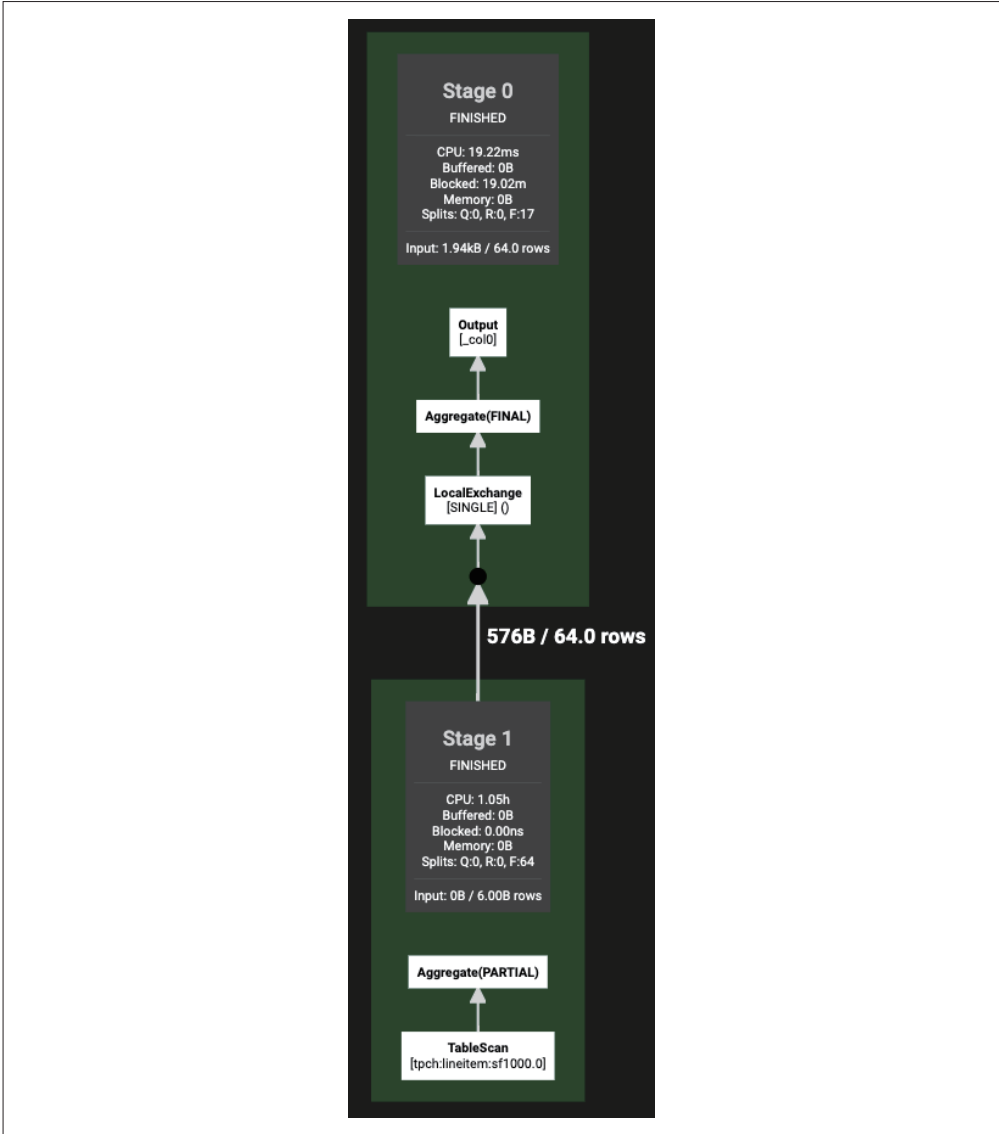 Stage 0
FINISHED
CPU: 19.22ms
Buffered: 0B
Blocked: 19.02m
Memory: 0B
Splits: Q:0, R:0, F:17
Input: 1.94kB / 64.0 rows
Output
[_col0]
Aggregate(FINAL)
LocalExchange
[SINGLE] ()
576B / 64.0 rows
Stage 1
FINISHED
CPU: 1.05h
Buffered: 0B
Blocked: 0.00ns
Memory: 0B
Splits: Q:0, R:0, F:64
Input: 0B / 6.00B rows
Aggregate(PARTIAL)
TableScan
[tpch:lineitem:sf1000.0]